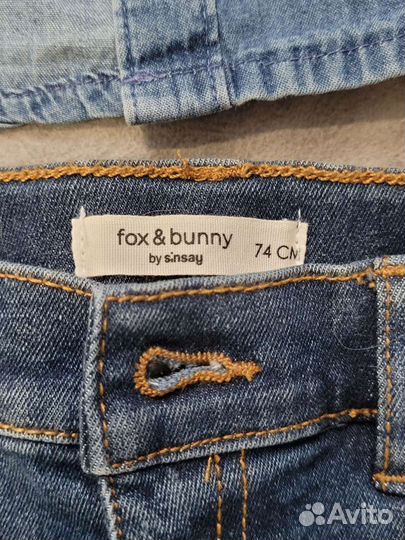 fox & bunny
by sinsay
74 CM
Avito